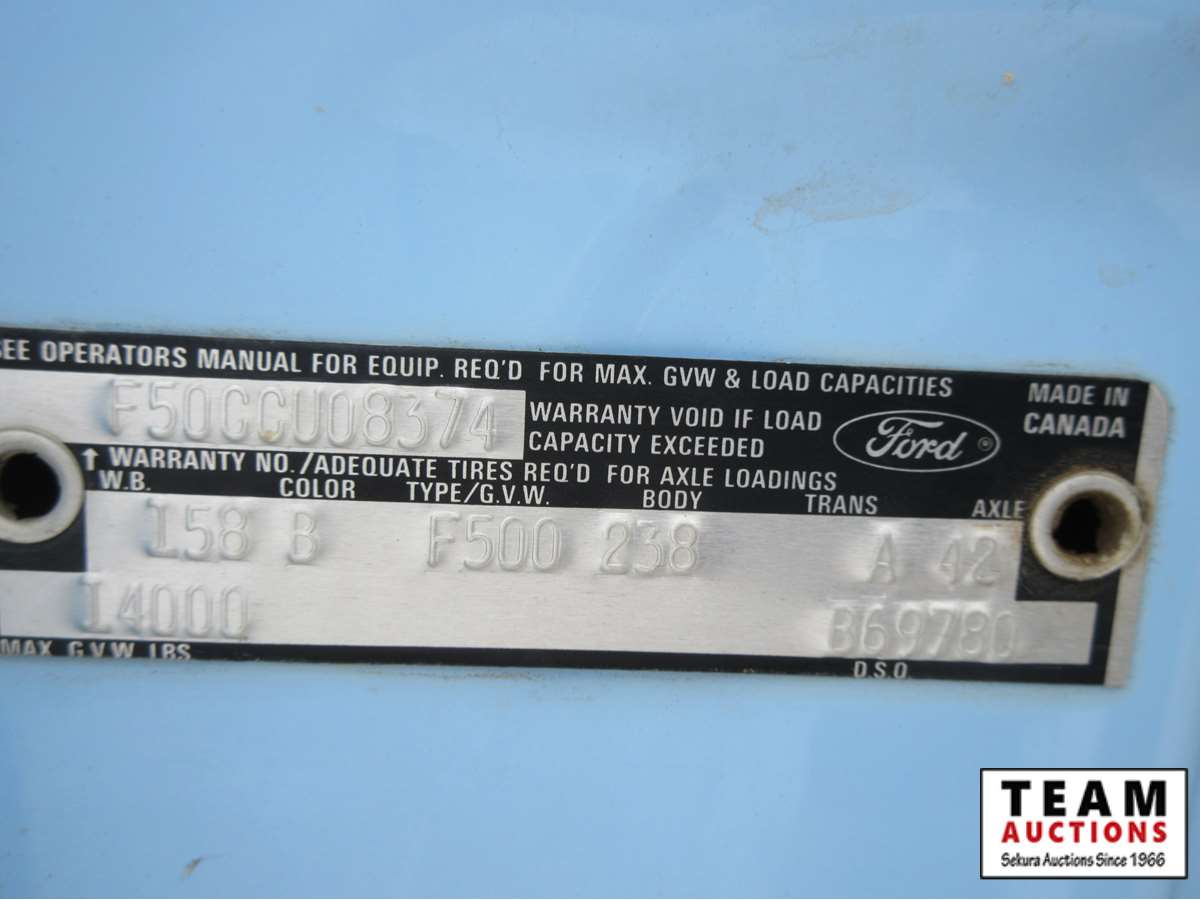 SEE OPERATORS MANUAL FOR EQUIP. REQ'D FOR MAX. GVW & LOAD CAPACITIES
F50CCU08374
WARRANTY VOID IF LOAD
CAPACITY EXCEEDED
Ford ®
MADE IN
CANADA
↑ WARRANTY NO./ADEQUATE TIRES REQ'D FOR AXLE LOADINGS
W.B. COLOR TYPE/G.V.W. BODY TRANS AXLE
158 B F500 238 A 42
14000 B69780
MAX. G.V.W. LBS. D.S.O.
TEAM
AUCTIONS
Sekura Auctions Since 1966